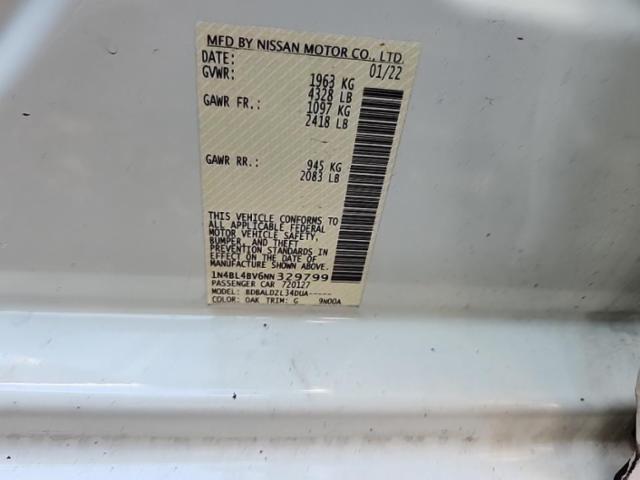 MFD BY NISSAN MOTOR CO., LTD.
DATE: 01/22
GVWR: 1963 KG
4328 LB
GAWR FR.: 1097 KG
2418 LB
GAWR RR.: 945 KG
2083 LB
THIS VEHICLE CONFORMS TO
ALL APPLICABLE FEDERAL
MOTOR VEHICLE SAFETY,
BUMPER, AND THEFT
PREVENTION STANDARDS IN
EFFECT ON THE DATE OF
MANUFACTURE SHOWN ABOVE.
1N4BL4BV6NN329799
PASSENGER CAR 720127
MODEL: BDBALDZL34DUA-----
COLOR: QAK TRIM: G 9N00A